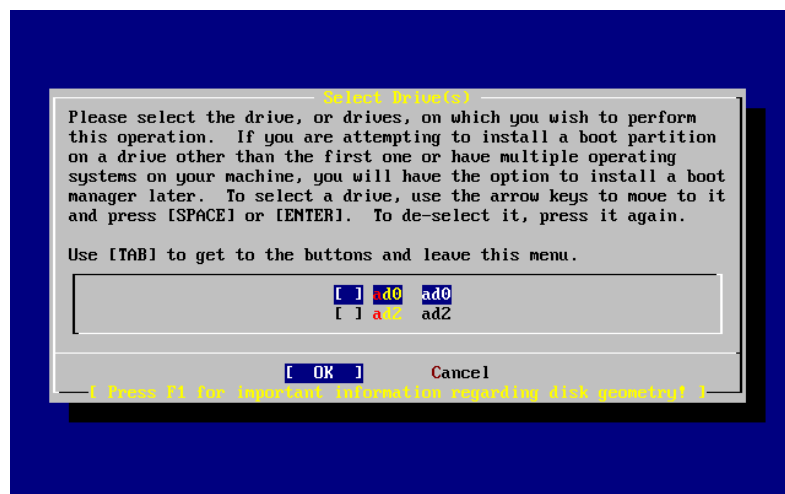 Select Drive(s)
Please select the drive, or drives, on which you wish to perform
this operation.  If you are attempting to install a boot partition
on a drive other than the first one or have multiple operating
systems on your machine, you will have the option to install a boot
manager later.  To select a drive, use the arrow keys to move to it
and press [SPACE] or [ENTER].  To de-select it, press it again.
Use [TAB] to get to the buttons and leave this menu.
[ ] ad0  ad0
[ ] ad2  ad2
[  OK  ]       Cancel
[ Press F1 for important information regarding disk geometry! ]